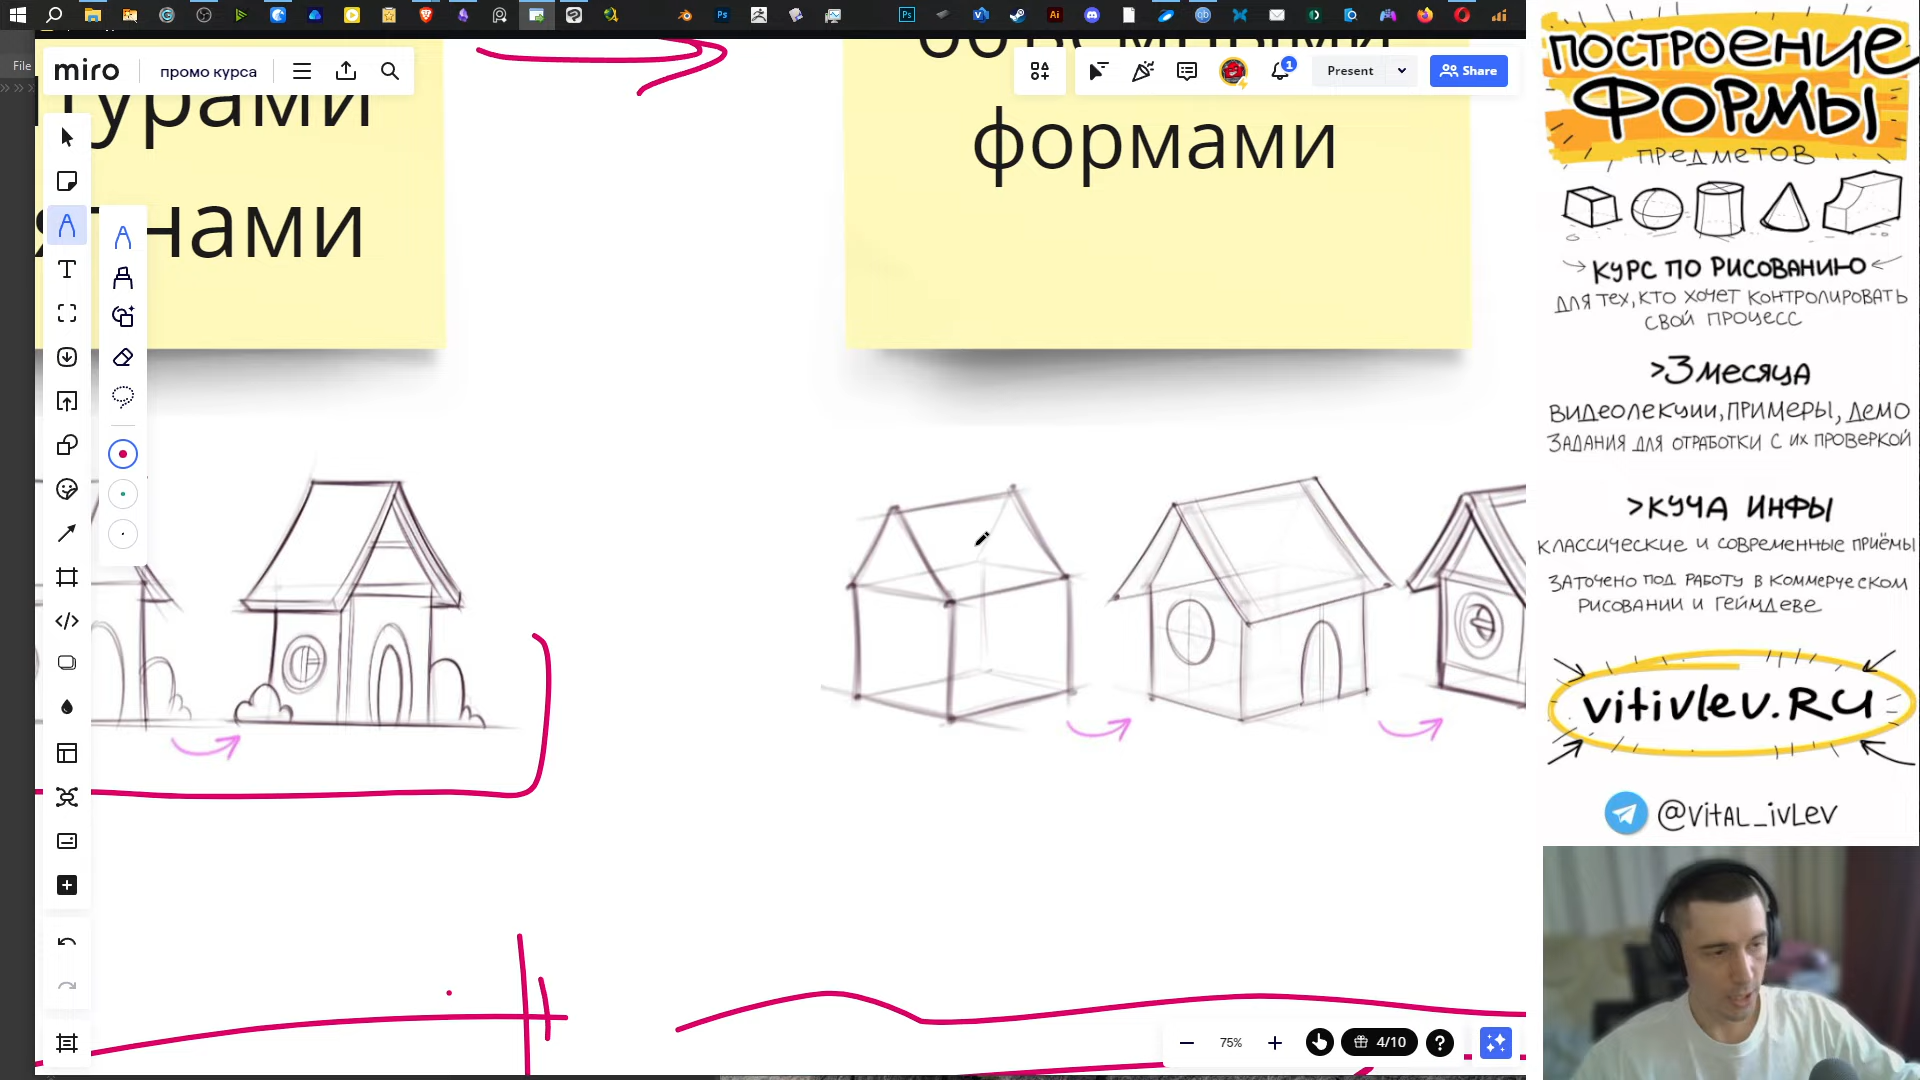 File
miro
промо курса
Present
1
Share
формами
нами
75%
4/10
ПОСТРОЕНИЕ
ФОРМЫ
ПРЕДМЕТОВ
КУРС ПО РИСОВАНИЮ
ДЛЯ ТЕХ, КТО ХОЧЕТ КОНТРОЛИРОВАТЬ
СВОЙ ПРОЦЕСС
>3 месяца
ВИДЕОЛЕКЦИИ, ПРИМЕРЫ, ДЕМО
ЗАДАНИЯ ДЛЯ ОТРАБОТКИ С ИХ ПРОВЕРКОЙ
>КУЧА ИНФЫ
КЛАССИЧЕСКИЕ И СОВРЕМЕННЫЕ ПРИЁМЫ
ЗАТОЧЕНО ПОД РАБОТУ В КОММЕРЧЕСКОМ
РИСОВАНИИ И ГЕЙМДЕВЕ
vitivlev.RU
@VITAL_IVLEV